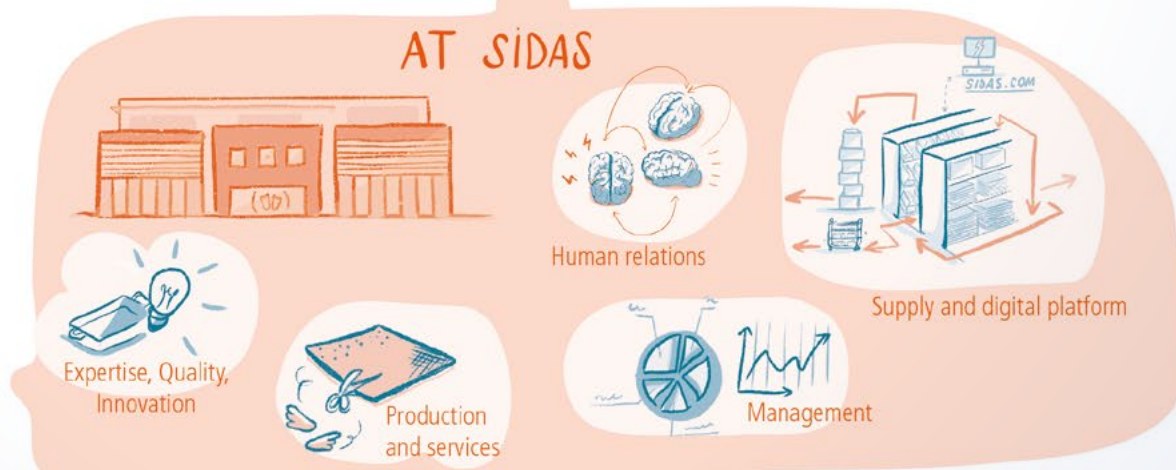 AT SiDAS
SIDAS.COM
Human relations
Supply and digital platform
Expertise, Quality,
Innovation
Production
and services
Management